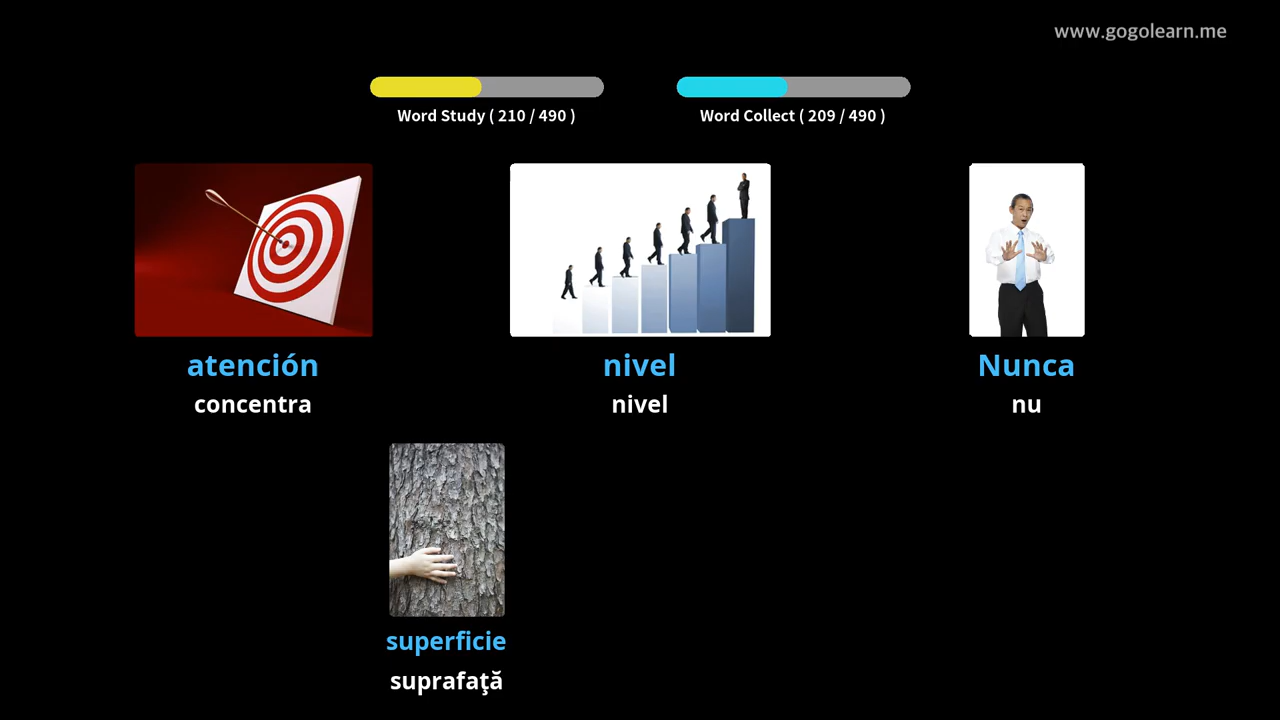 www.gogolearn.me
Word Study ( 210 / 490 )
Word Collect ( 209 / 490 )
atención
nivel
Nunca
concentra
nivel
nu
superficie
suprafaţă